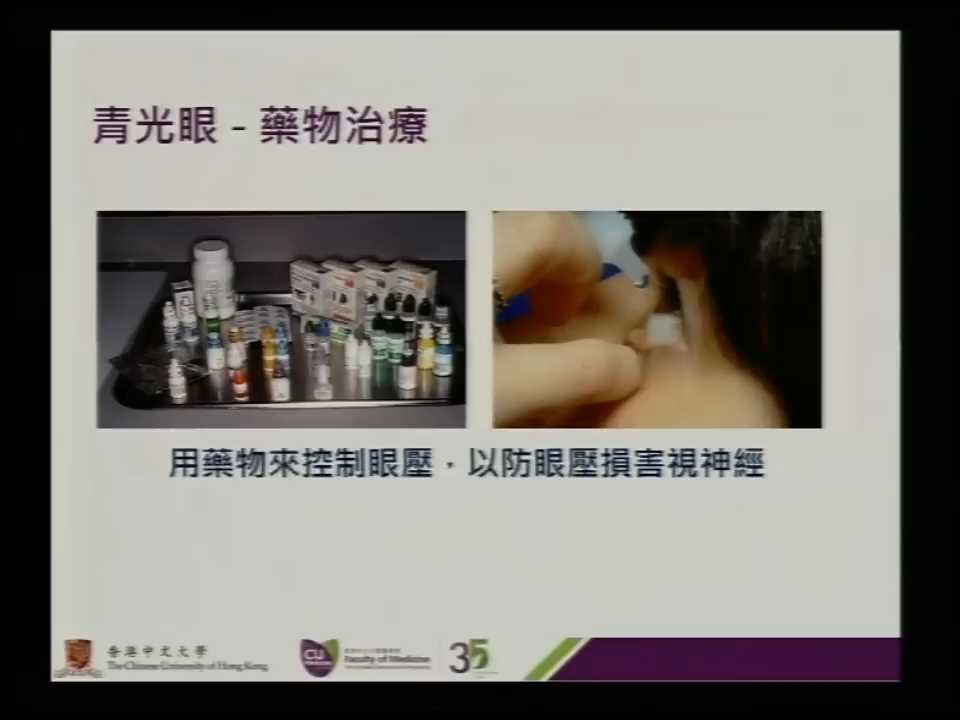 青光眼 - 藥物治療
用藥物來控制眼壓，以防眼壓損害視神經
香港中文大學
The Chinese University of Hong Kong
CU
Faculty of Medicine
35